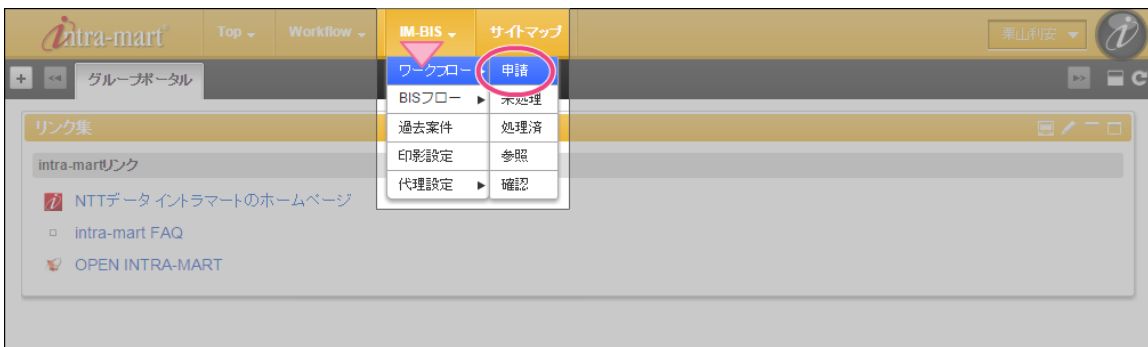 intra-mart Top Workflow IM-BIS サイトマップ 栗山利安
グループポータル
ワークフロー 申請
BISフロー 未処理
過去案件 処理済
印影設定 参照
代理設定 確認
リンク集
intra-martリンク
NTTデータ イントラマートのホームページ
intra-mart FAQ
OPEN INTRA-MART